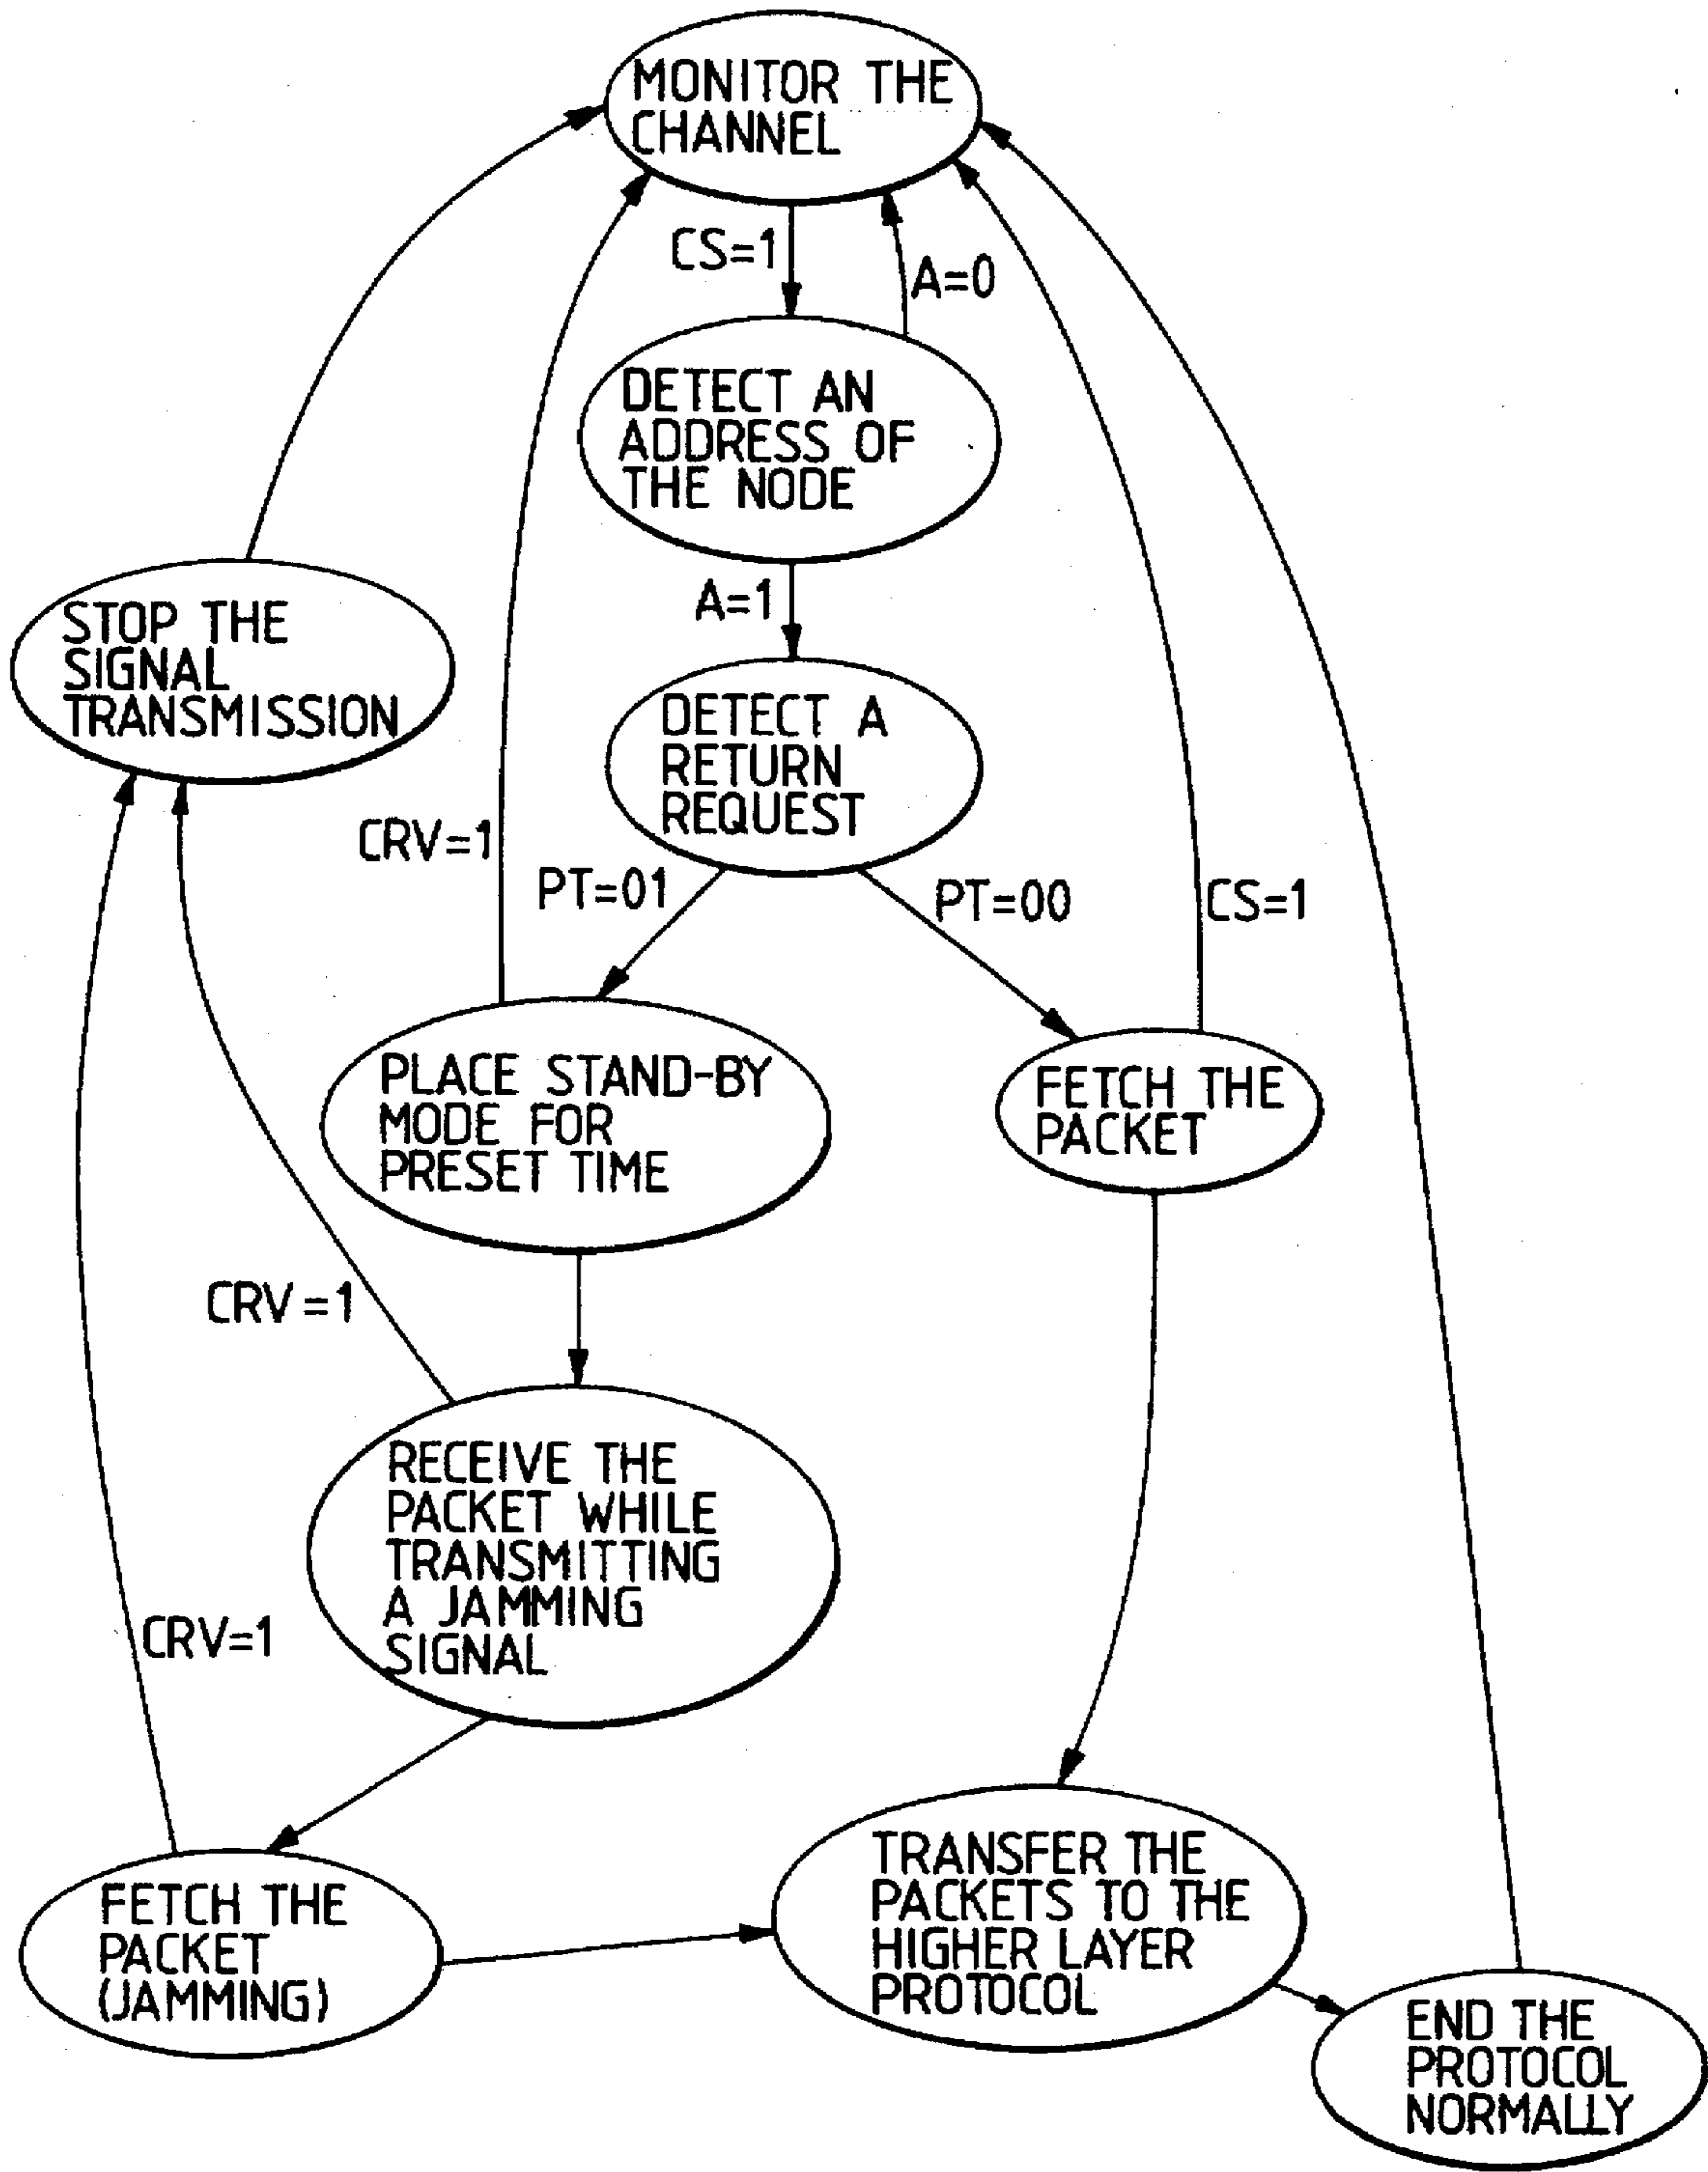 MONITOR THE
CHANNEL
CS=1
A=0
DETECT AN
ADDRESS OF
THE NODE
A=1
STOP THE
SIGNAL
TRANSMISSION
DETECT A
RETURN
REQUEST
CRV=1
PT=01
PT=00
CS=1
PLACE STAND-BY
MODE FOR
PRESET TIME
FETCH THE
PACKET
CRV=1
RECEIVE THE
PACKET WHILE
TRANSMITTING
A JAMMING
SIGNAL
CRV=1
FETCH THE
PACKET
(JAMMING)
TRANSFER THE
PACKETS TO THE
HIGHER LAYER
PROTOCOL
END THE
PROTOCOL
NORMALLY